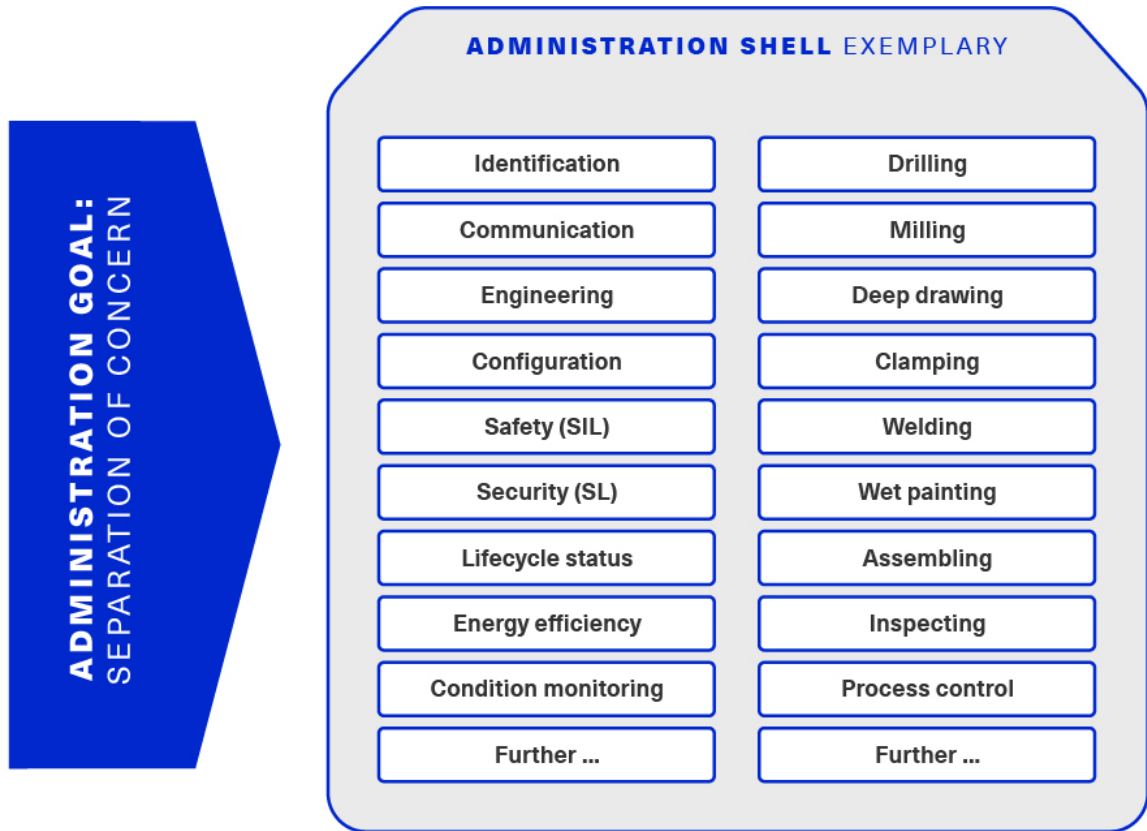 ADMINISTRATION GOAL:
SEPARATION OF CONCERN
ADMINISTRATION SHELL EXEMPLARY
Identification
Communication
Engineering
Configuration
Safety (SIL)
Security (SL)
Lifecycle status
Energy efficiency
Condition monitoring
Further ...
Drilling
Milling
Deep drawing
Clamping
Welding
Wet painting
Assembling
Inspecting
Process control
Further ...